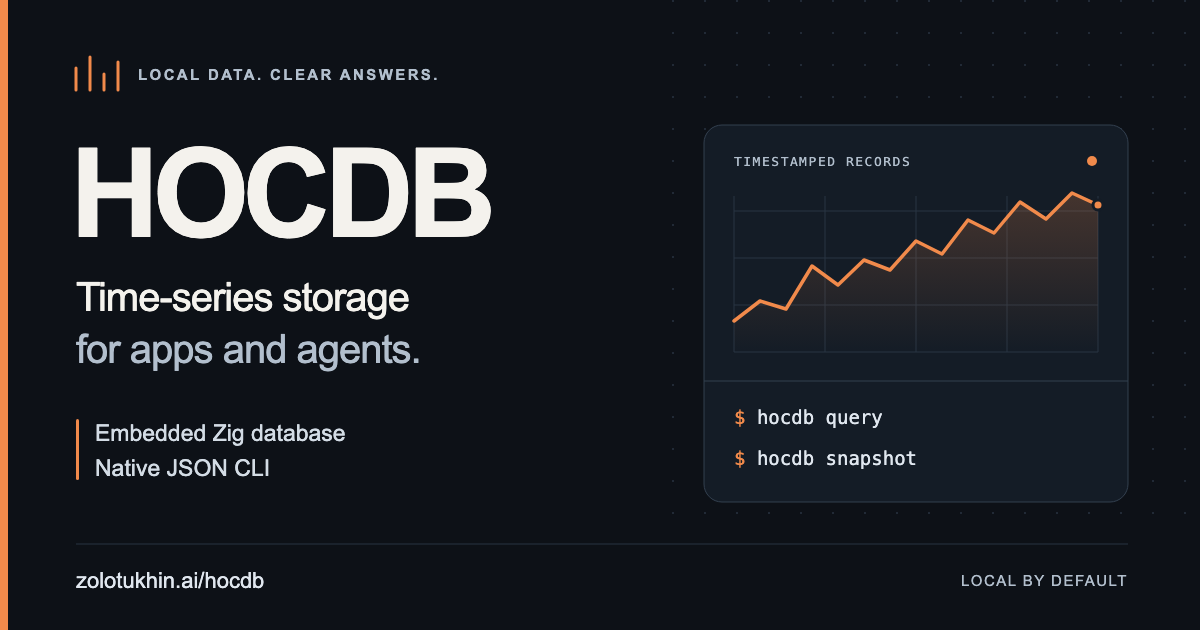 LOCAL DATA. CLEAR ANSWERS.
HOCDB
Time-series storage
for apps and agents.
Embedded Zig database
Native JSON CLI
TIMESTAMPED RECORDS
$ hocdb query
$ hocdb snapshot
zolotukhin.ai/hocdb
LOCAL BY DEFAULT